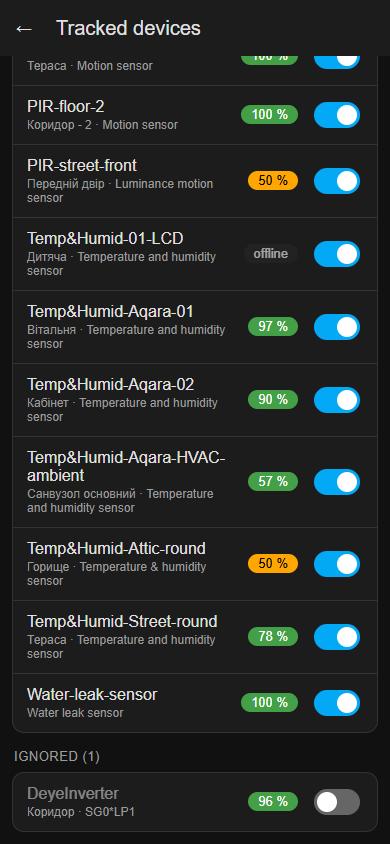 ← Tracked devices
100 %
Тераса · Motion sensor
PIR-floor-2
Коридор - 2 · Motion sensor
100 %
PIR-street-front
Передній двір · Luminance motion
sensor
50 %
Temp&Humid-01-LCD
Дитяча · Temperature and humidity
sensor
offline
Temp&Humid-Aqara-01
Вітальня · Temperature and humidity
sensor
97 %
Temp&Humid-Aqara-02
Кабінет · Temperature and humidity
sensor
90 %
Temp&Humid-Aqara-HVAC-
ambient
Санвузол основний · Temperature
and humidity sensor
57 %
Temp&Humid-Attic-round
Горище · Temperature & humidity
sensor
50 %
Temp&Humid-Street-round
Тераса · Temperature and humidity
sensor
78 %
Water-leak-sensor
Water leak sensor
100 %
IGNORED (1)
DeyeInverter
Коридор · SG0*LP1
96 %